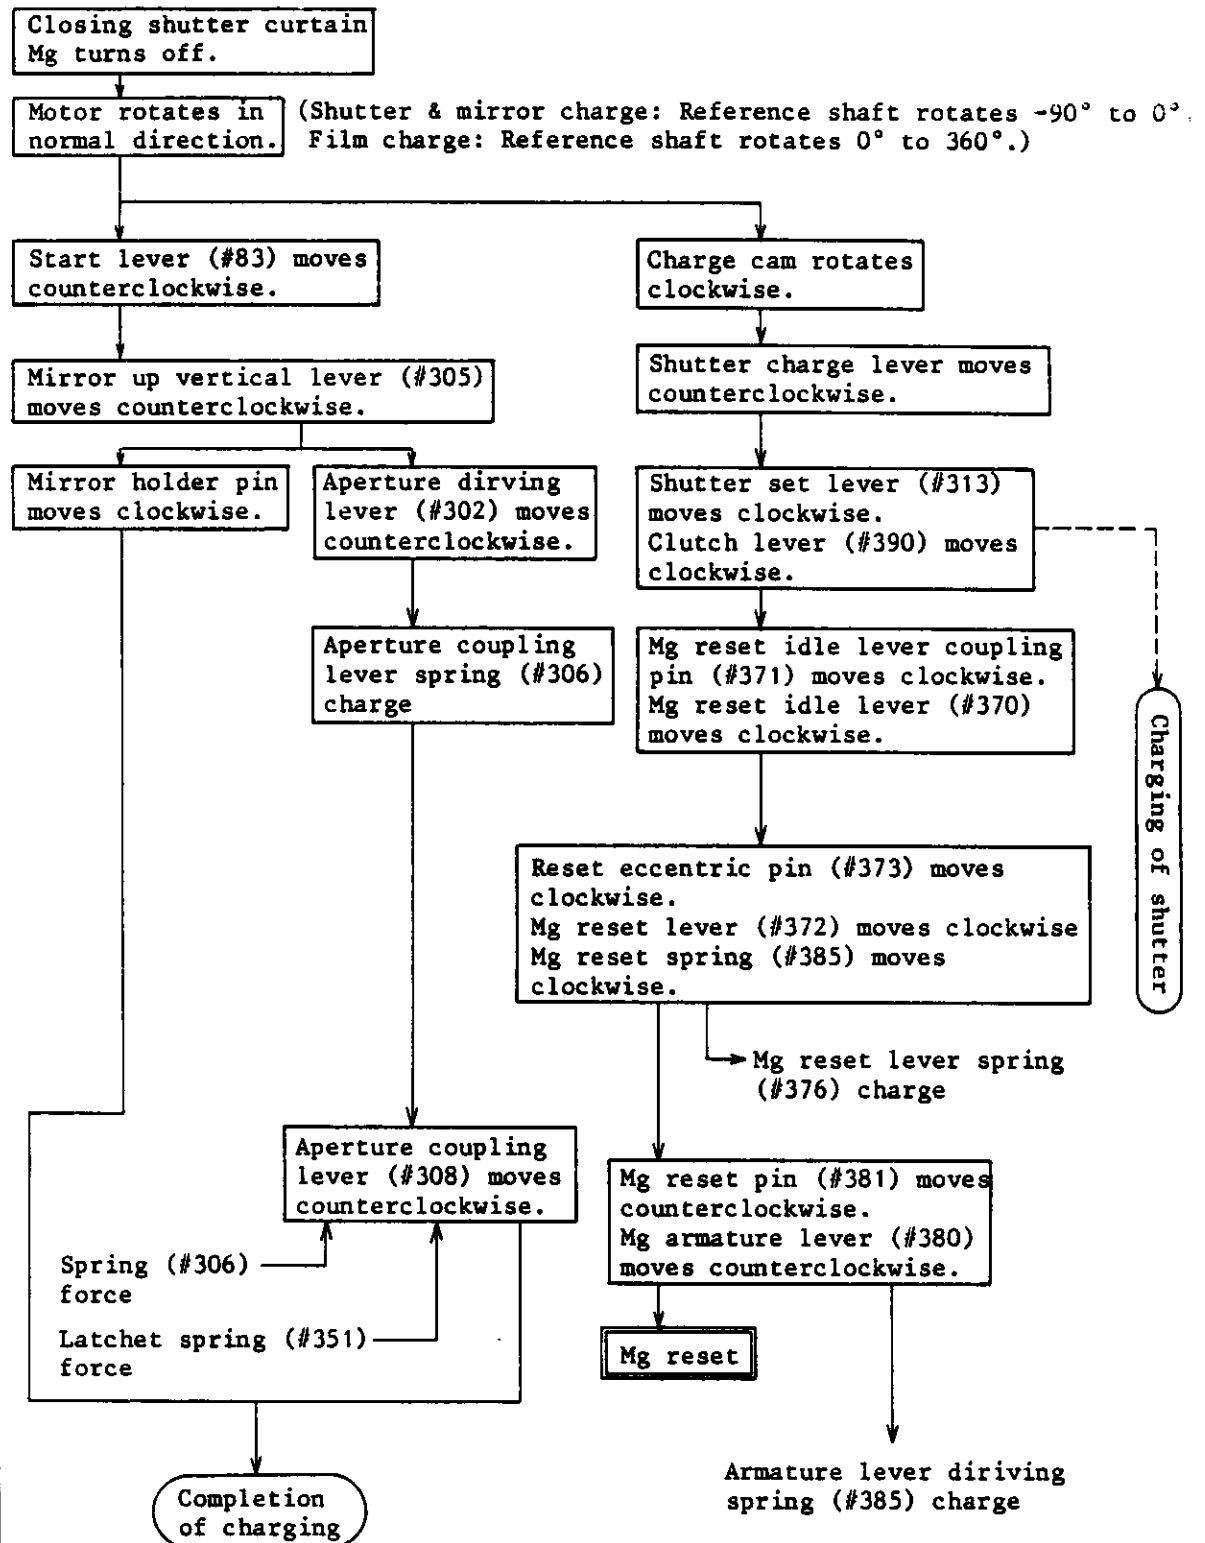 Closing shutter curtain
Mg turns off.
Motor rotates in
normal direction.
(Shutter & mirror charge: Reference shaft rotates -90° to 0°.
Film charge: Reference shaft rotates 0° to 360°.)
Start lever (#83) moves
counterclockwise.
Charge cam rotates
clockwise.
Mirror up vertical lever (#305)
moves counterclockwise.
Shutter charge lever moves
counterclockwise.
Mirror holder pin
moves clockwise.
Aperture dirving
lever (#302) moves
counterclockwise.
Shutter set lever (#313)
moves clockwise.
Clutch lever (#390) moves
clockwise.
Aperture coupling
lever spring (#306)
charge
Mg reset idle lever coupling
pin (#371) moves clockwise.
Mg reset idle lever (#370)
moves clockwise.
Charging of shutter
Reset eccentric pin (#373) moves
clockwise.
Mg reset lever (#372) moves clockwise
Mg reset spring (#385) moves
clockwise.
Mg reset lever spring
(#376) charge
Aperture coupling
lever (#308) moves
counterclockwise.
Mg reset pin (#381) moves
counterclockwise.
Mg armature lever (#380)
moves counterclockwise.
Spring (#306)
force
Latchet spring (#351)
force
Mg reset
Armature lever diriving
spring (#385) charge
Completion
of charging